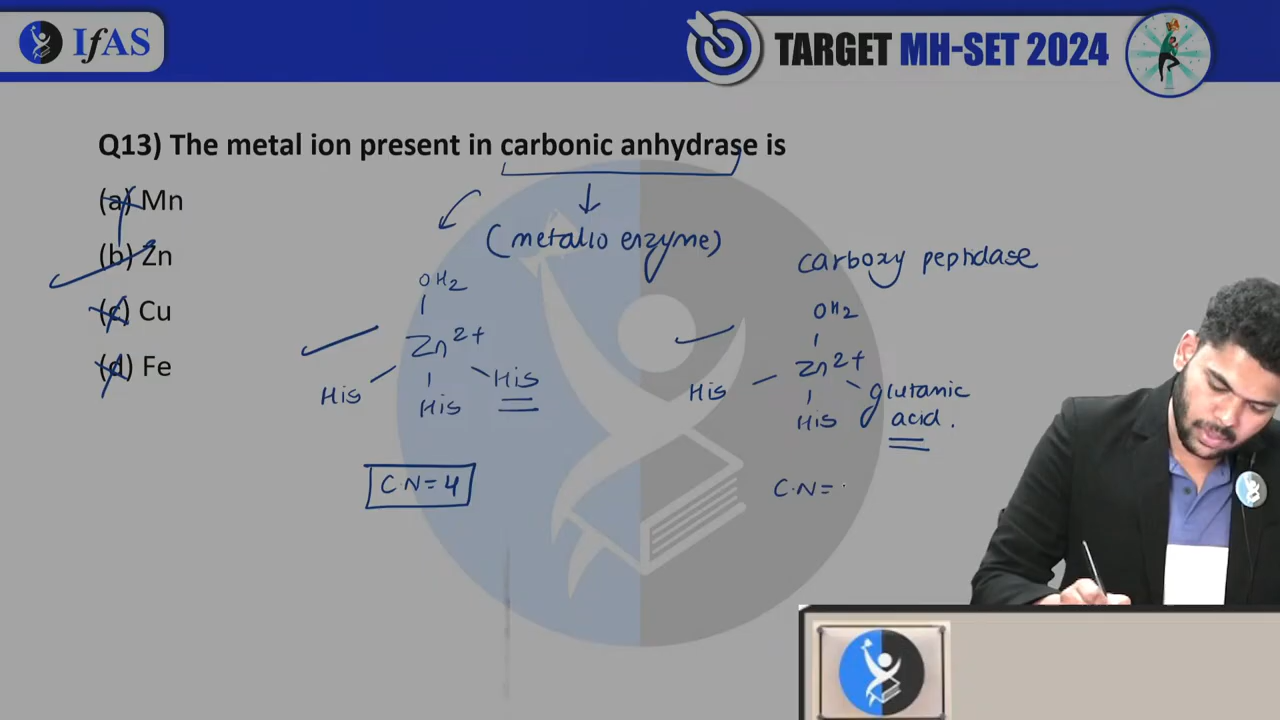 IfAS
TARGET MH-SET 2024
Q13) The metal ion present in carbonic anhydrase is
(a) Mn
(b) Zn
(c) Cu
(d) Fe
(metallo enzyme)
OH2
Zn2+
His
His
His
C.N = 4
carboxy peptidase
OH2
Zn2+
His
His
glutamic
acid.
C.N =